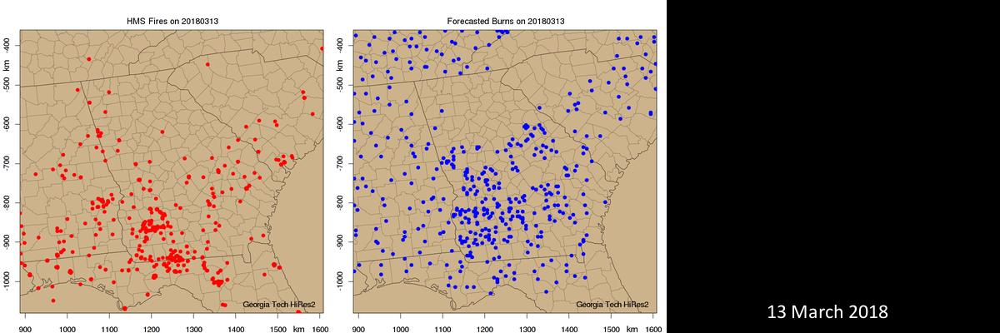 HMS Fires on 20180313
-400
km
-500
-600
-700
-800
-900
-1000
Georgia Tech HiRes2
900 1000 1100 1200 1300 1400 1500 km 1600
Forecasted Burns on 20180313
-400
km
-500
-600
-700
-800
-900
-1000
Georgia Tech HiRes2
900 1000 1100 1200 1300 1400 1500 km 1600
13 March 2018